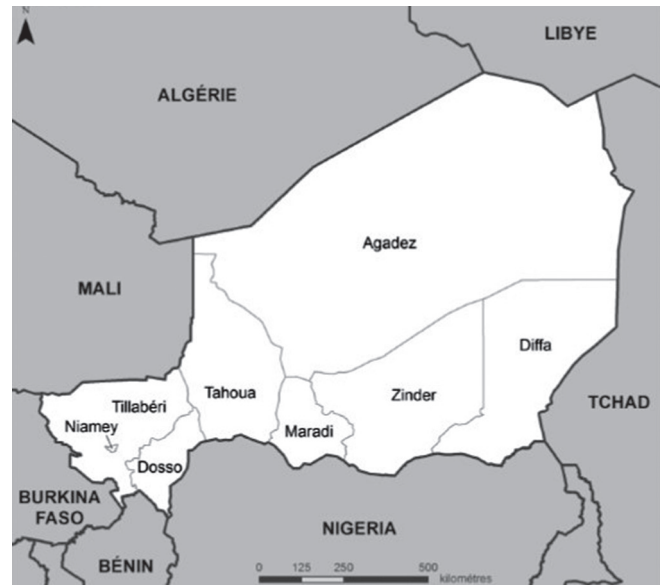 N
LIBYE
ALGÉRIE
Agadez
MALI
Diffa
Tahoua
Zinder
Tillabéri
TCHAD
Niamey
Maradi
Dosso
BURKINA
FASO
NIGERIA
BÉNIN
0 125 250 500
kilométres